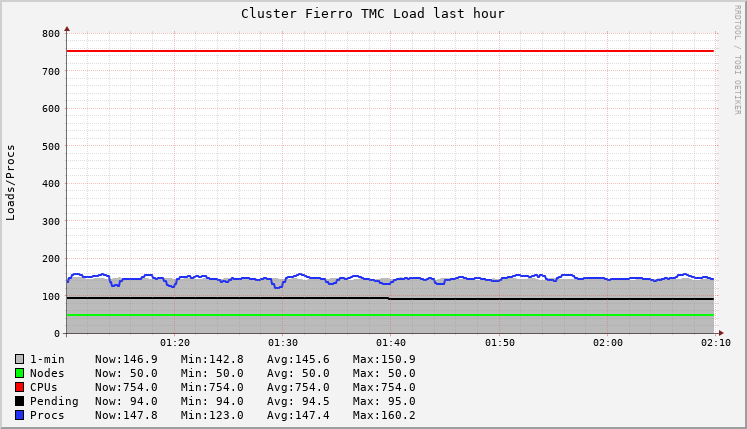 Cluster Fierro TMC Load last hour
RRDTOOL / TOBI OETIKER
Loads/Procs
800
700
600
500
400
300
200
100
0
01:20 01:30 01:40 01:50 02:00 02:10
1-min Now:146.9 Min:142.8 Avg:145.6 Max:150.9
Nodes Now: 50.0 Min: 50.0 Avg: 50.0 Max: 50.0
CPUs Now:754.0 Min:754.0 Avg:754.0 Max:754.0
Pending Now: 94.0 Min: 94.0 Avg: 94.5 Max: 95.0
Procs Now:147.8 Min:123.0 Avg:147.4 Max:160.2